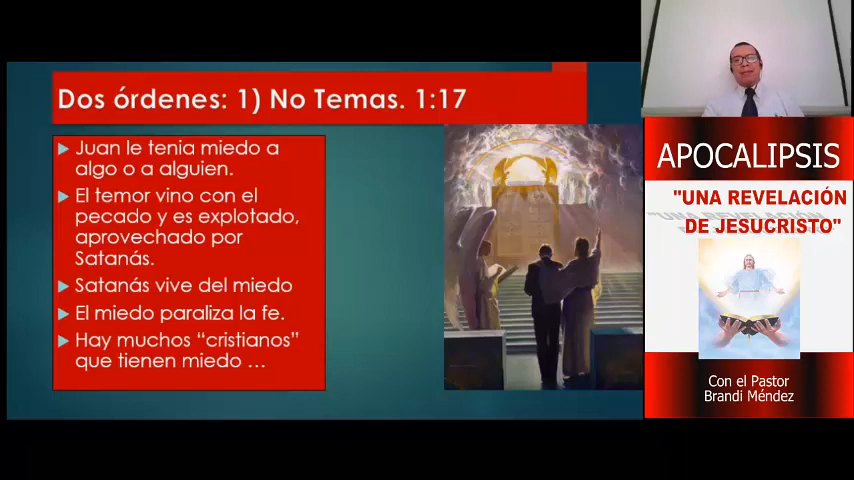 Dos órdenes: 1) No Temas. 1:17
Juan le tenia miedo a
algo o a alguien.
El temor vino con el
pecado y es explotado,
aprovechado por
Satanás.
Satanás vive del miedo
El miedo paraliza la fe.
Hay muchos “cristianos”
que tienen miedo …
APOCALIPSIS
"UNA REVELACIÓN
DE JESUCRISTO"
Con el Pastor
Brandi Méndez